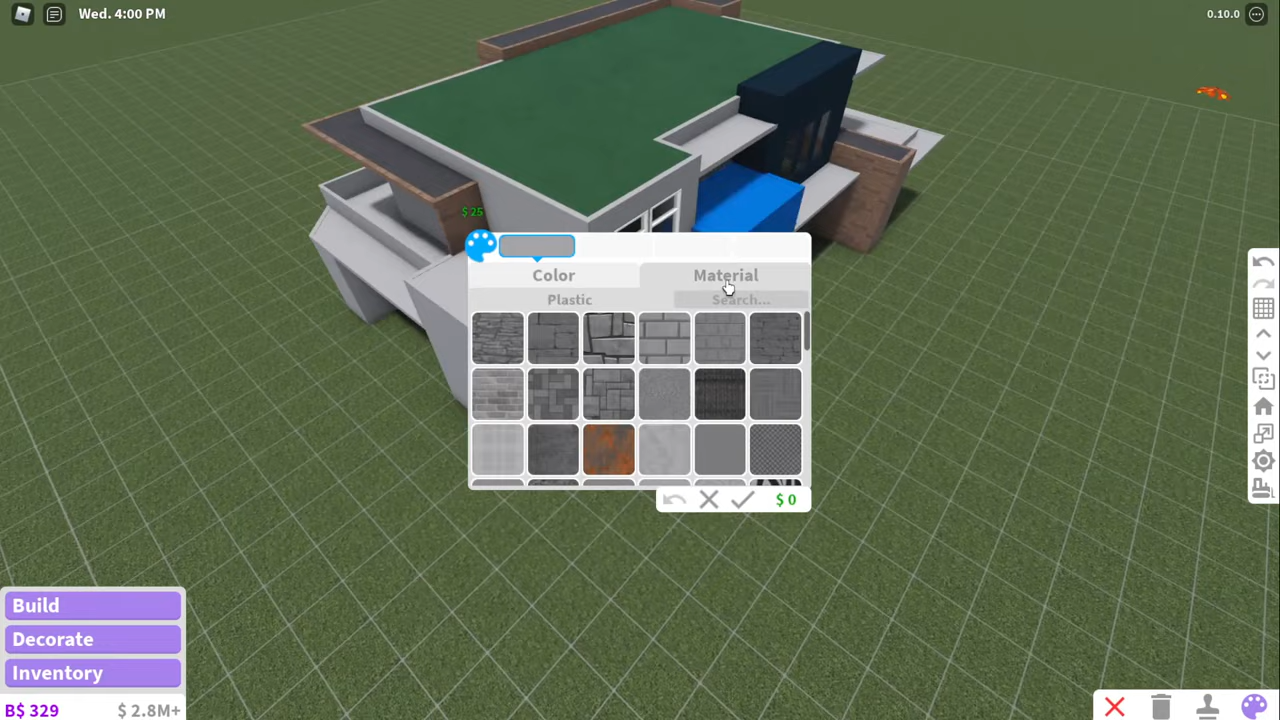 Wed. 4:00 PM
0.10.0
$ 25
Color
Material
Plastic
Search...
$ 0
Build
Decorate
Inventory
B$ 329
$ 2.8M+